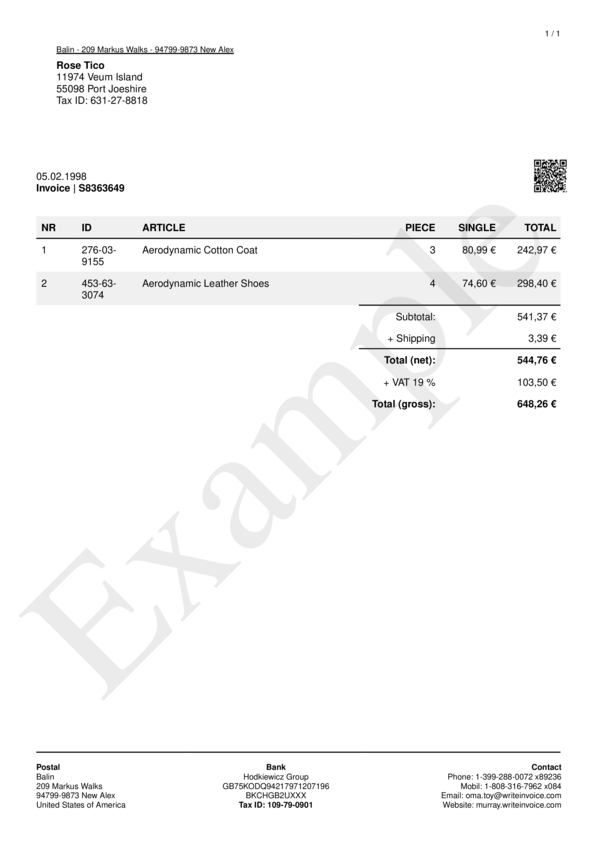 1 / 1
Balin - 209 Markus Walks - 94799-9873 New Alex
Rose Tico
11974 Veum Island
55098 Port Joeshire
Tax ID: 631-27-8818
05.02.1998
Invoice | S8363649
NR ID ARTICLE PIECE SINGLE TOTAL
1 276-03- Aerodynamic Cotton Coat 3 80,99 € 242,97 €
9155
2 453-63- Aerodynamic Leather Shoes 4 74,60 € 298,40 €
3074
Subtotal: 541,37 €
+ Shipping 3,39 €
Total (net): 544,76 €
+ VAT 19 % 103,50 €
Total (gross): 648,26 €
Example
Postal Bank Contact
Balin Hodkiewicz Group Phone: 1-399-288-0072 x89236
209 Markus Walks GB75KODQ94217971207196 Mobil: 1-808-316-7962 x084
94799-9873 New Alex BKCHGB2UXXX Email: oma.toy@writeinvoice.com
United States of America Tax ID: 109-79-0901 Website: murray.writeinvoice.com